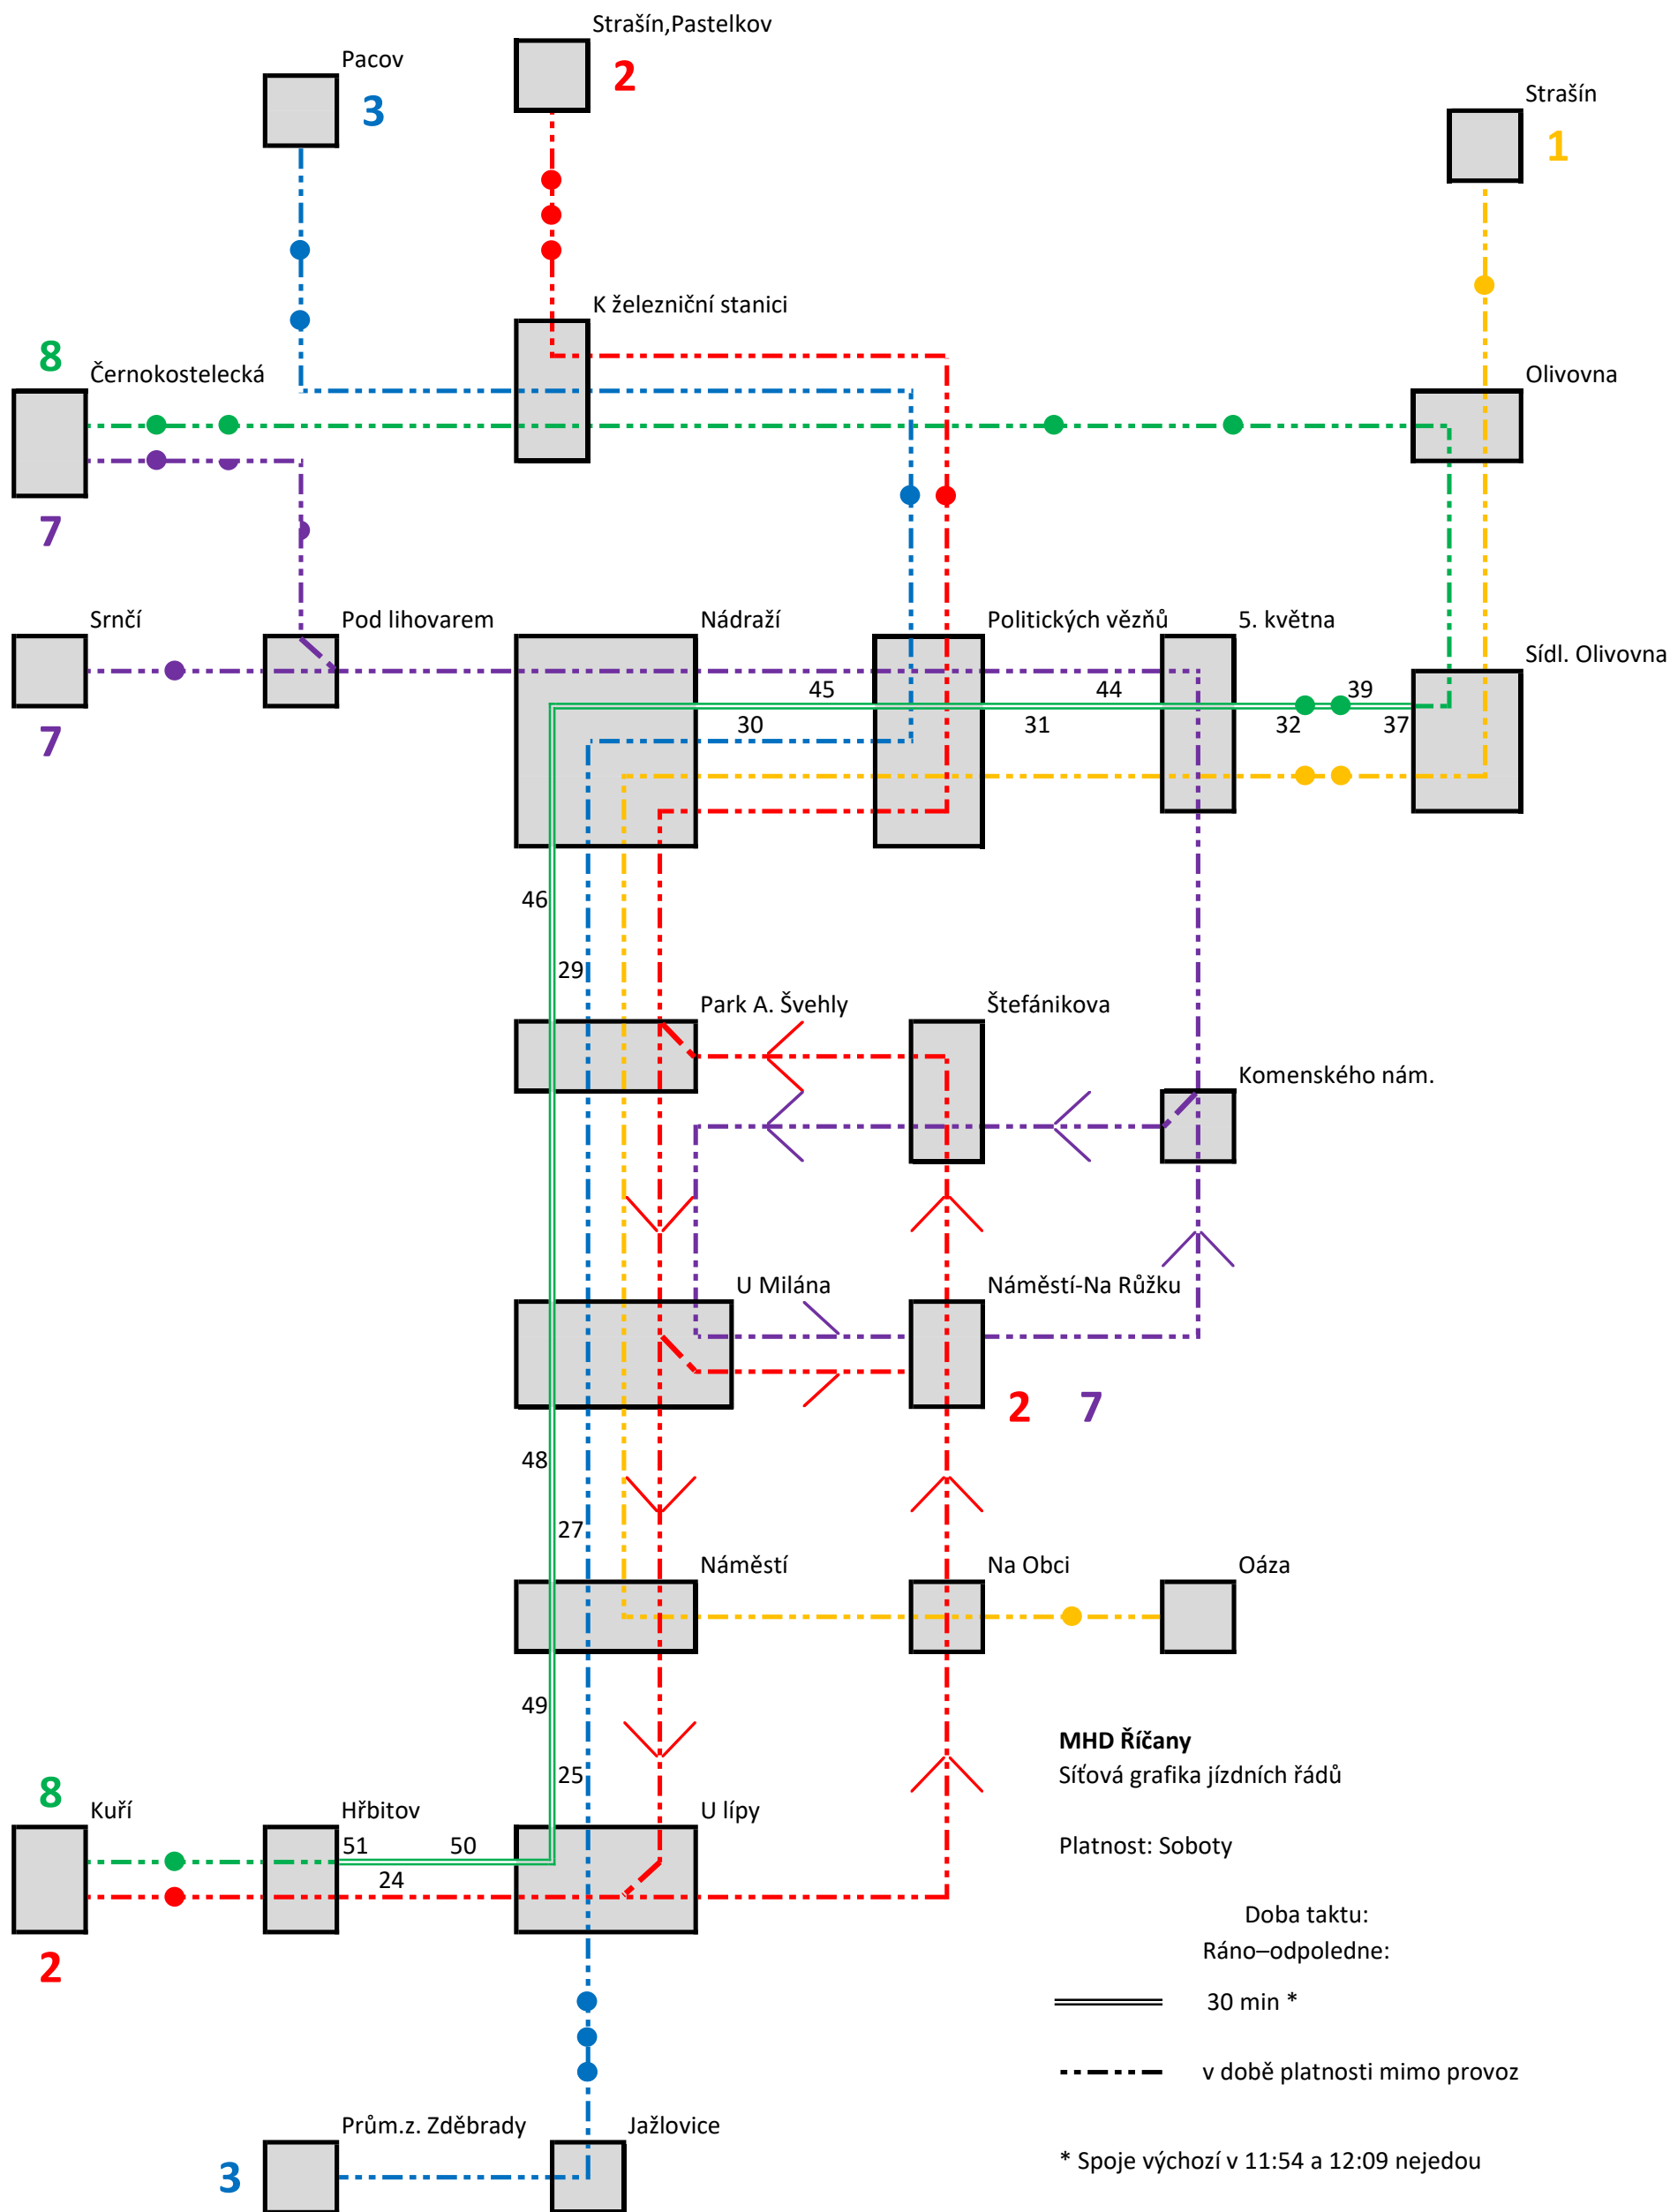 Strašín,Pastelkov
2
Pacov
3
Strašín
1
K železniční stanici
8
Černokostelecká
Olivovna
7
Srnčí
Pod lihovarem
Nádraží
Politických vězňů
5. května
Sídl. Olivovna
7
45
44
39
30
31
32
37
46
29
Park A. Švehly
Štefánikova
Komenského nám.
U Milána
Náměstí-Na Růžku
2
7
48
27
Náměstí
Na Obci
Oáza
49
25
MHD Říčany
Síťová grafika jízdních řádů
8
Kuří
Hřbitov
U lípy
51
50
24
Platnost: Soboty
2
Doba taktu:
Ráno–odpoledne:
30 min *
v době platnosti mimo provoz
Prům.z. Zděbrady
Jažlovice
3
* Spoje výchozí v 11:54 a 12:09 nejedou